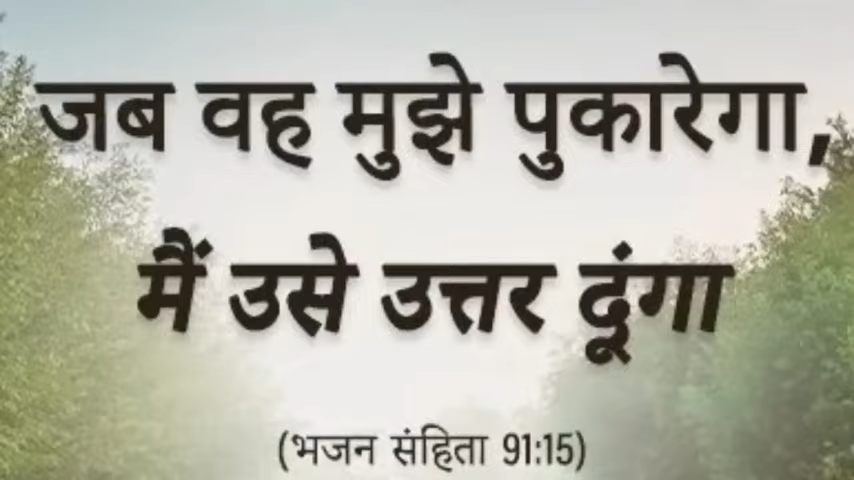 जब वह मुझे पुकारेगा,
मैं उसे उत्तर दूंगा
(भजन संहिता 91:15)